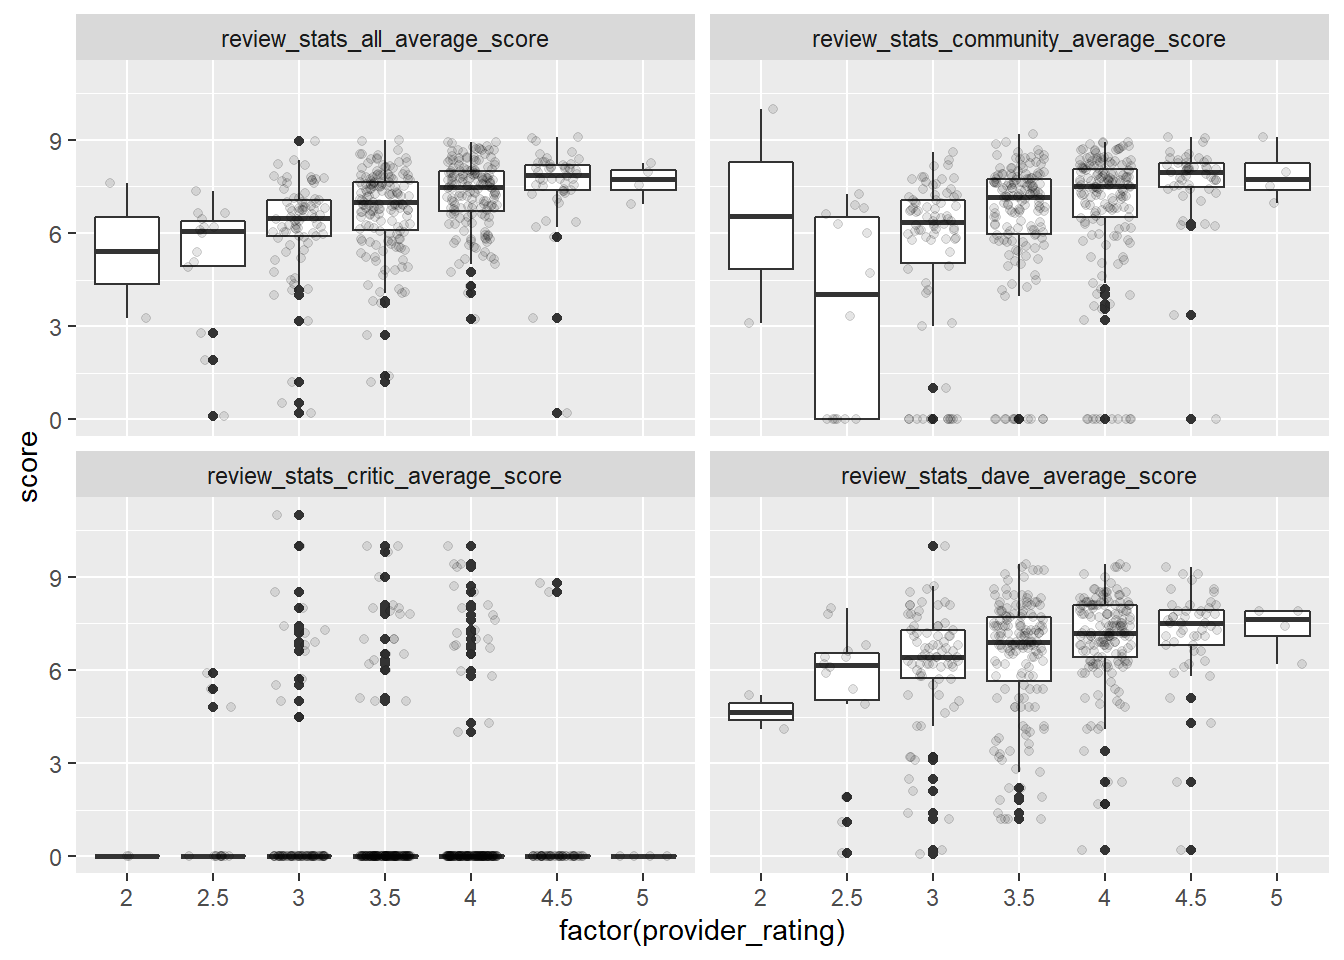 review_stats_all_average_score
review_stats_community_average_score
9
6
3
0
score
review_stats_critic_average_score
review_stats_dave_average_score
9
6
3
0
2 2.5 3 3.5 4 4.5 5
2 2.5 3 3.5 4 4.5 5
factor(provider_rating)